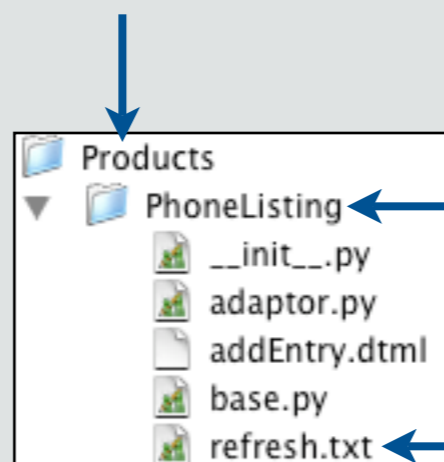 Products
PhoneListing
__init__.py
adaptor.py
addEntry.dtml
base.py
refresh.txt